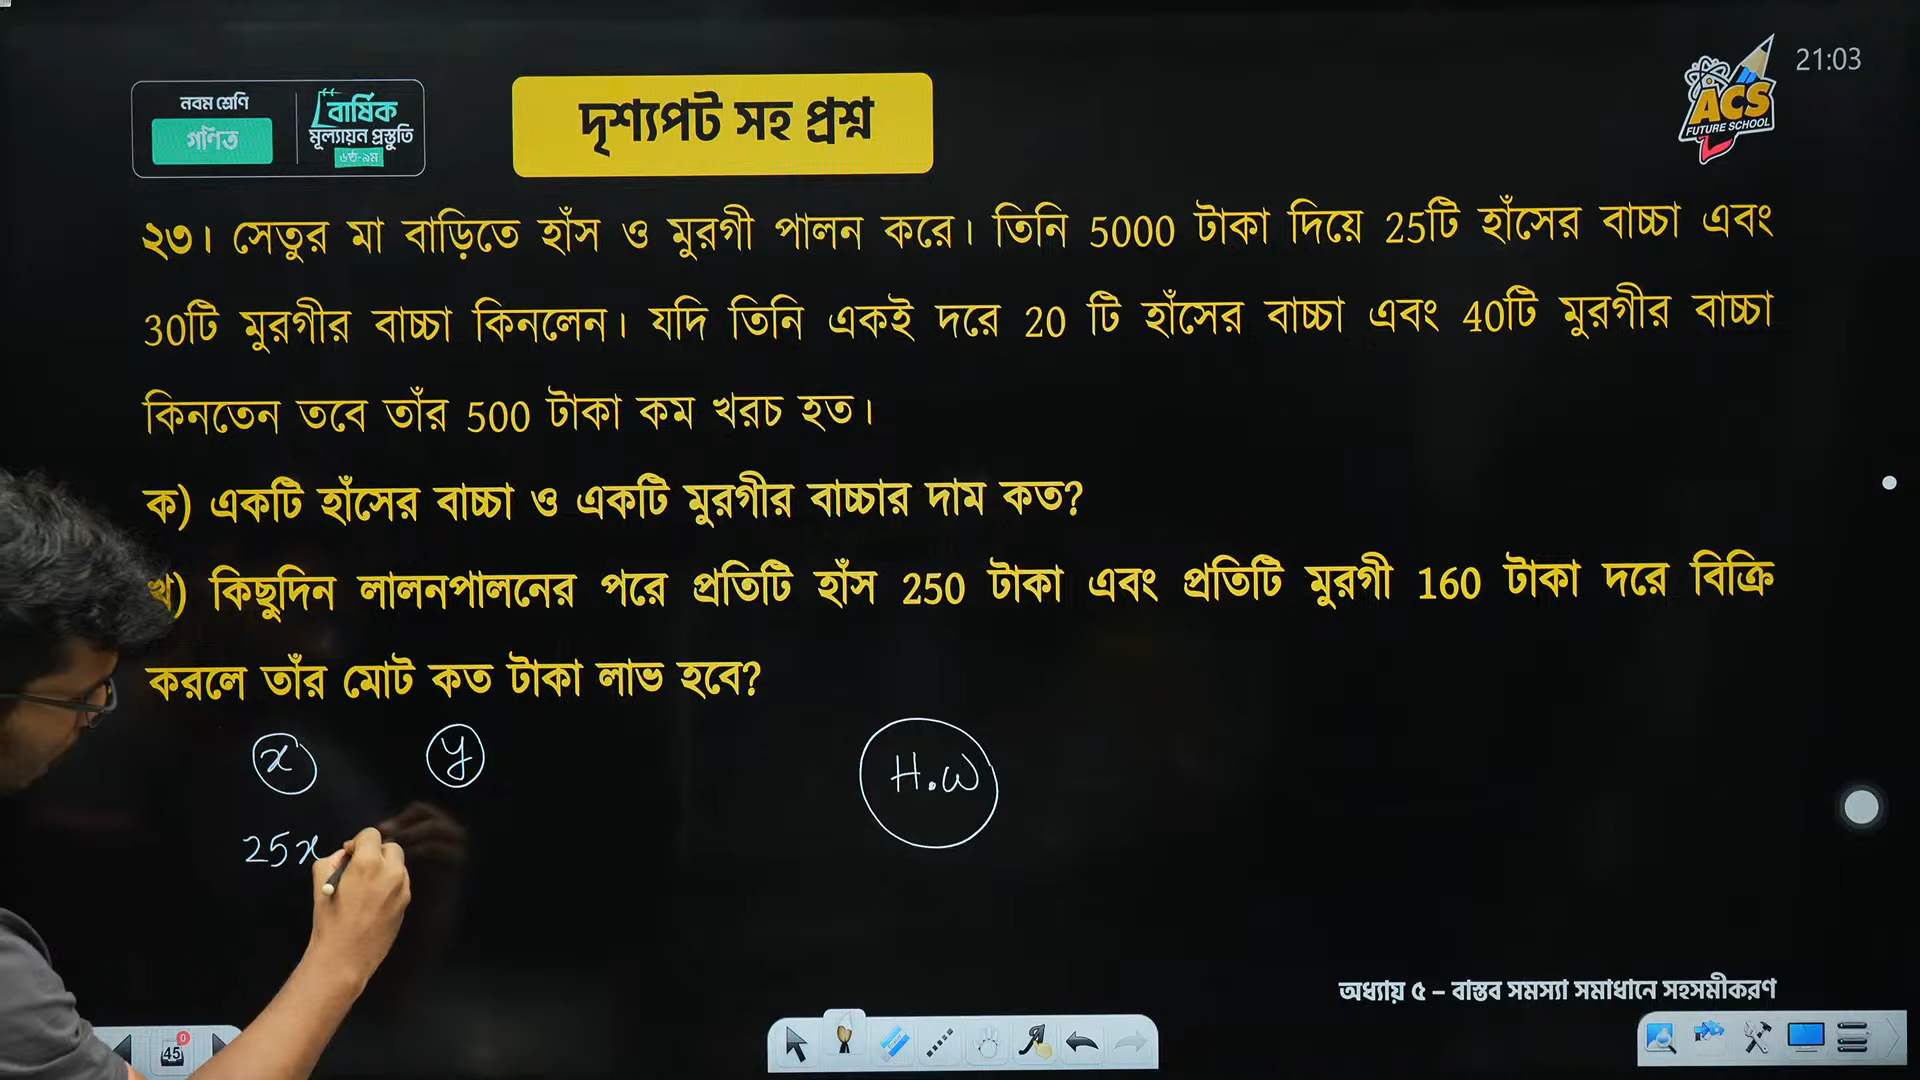 নবম শ্রেণি
গণিত
বার্ষিক
মূল্যায়ন প্রস্তুতি
৬ষ্ঠ-৯ম
দৃশ্যপট সহ প্রশ্ন
ACS
FUTURE SCHOOL
21:03
২৩। সেতুর মা বাড়িতে হাঁস ও মুরগী পালন করে। তিনি 5000 টাকা দিয়ে 25টি হাঁসের বাচ্চা এবং
30টি মুরগীর বাচ্চা কিনলেন। যদি তিনি একই দরে 20 টি হাঁসের বাচ্চা এবং 40টি মুরগীর বাচ্চা
কিনতেন তবে তাঁর 500 টাকা কম খরচ হত।
ক) একটি হাঁসের বাচ্চা ও একটি মুরগীর বাচ্চার দাম কত?
খ) কিছুদিন লালনপালনের পরে প্রতিটি হাঁস 250 টাকা এবং প্রতিটি মুরগী 160 টাকা দরে বিক্রি
করলে তাঁর মোট কত টাকা লাভ হবে?
x y H.W
25x
অধ্যায় ৫ – বাস্তব সমস্যা সমাধানে সহসমীকরণ
45 0